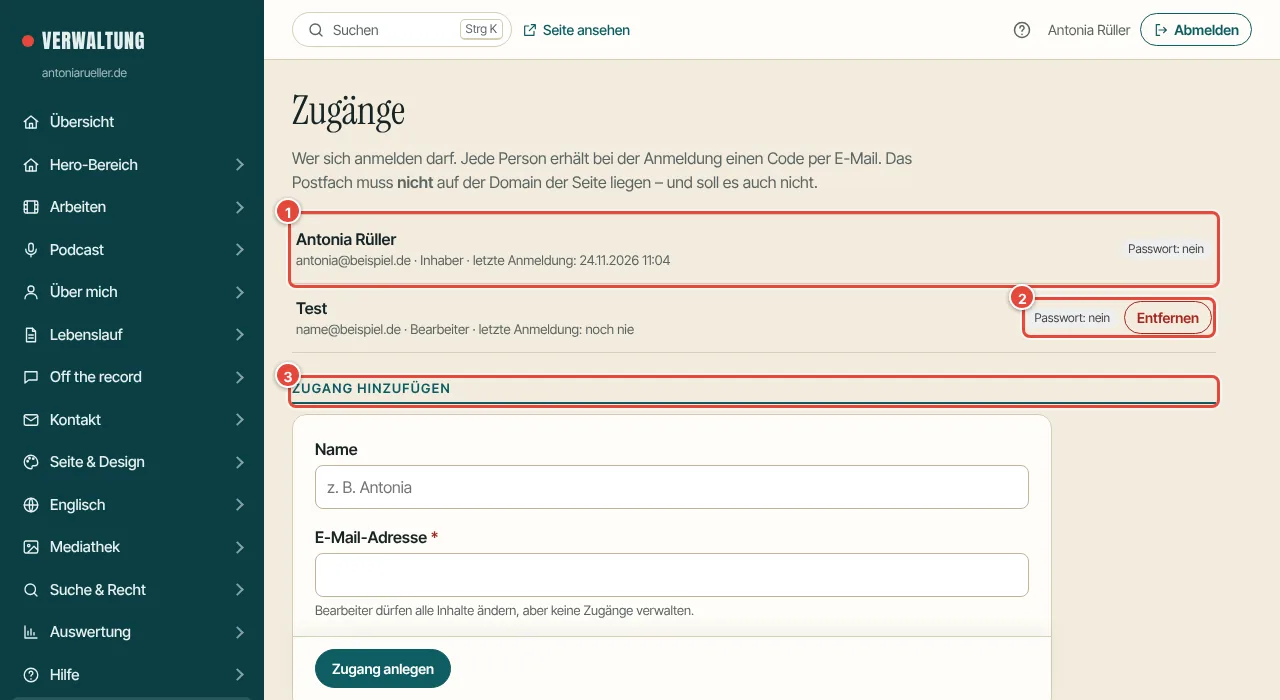 VERWALTUNG
antoniarueller.de
Übersicht
Hero-Bereich
Arbeiten
Podcast
Über mich
Lebenslauf
Off the record
Kontakt
Seite & Design
Englisch
Mediathek
Suche & Recht
Auswertung
Hilfe
Suchen
Strg K
Seite ansehen
Antonia Rüller
Abmelden
Zugänge
Wer sich anmelden darf. Jede Person erhält bei der Anmeldung einen Code per E-Mail. Das
Postfach muss nicht auf der Domain der Seite liegen – und soll es auch nicht.
1
Antonia Rüller
antonia@beispiel.de · Inhaber · letzte Anmeldung: 24.11.2026 11:04
Passwort: nein
2
Test
name@beispiel.de · Bearbeiter · letzte Anmeldung: noch nie
Passwort: nein
Entfernen
3
ZUGANG HINZUFÜGEN
Name
z. B. Antonia
E-Mail-Adresse *
Bearbeiter dürfen alle Inhalte ändern, aber keine Zugänge verwalten.
Zugang anlegen